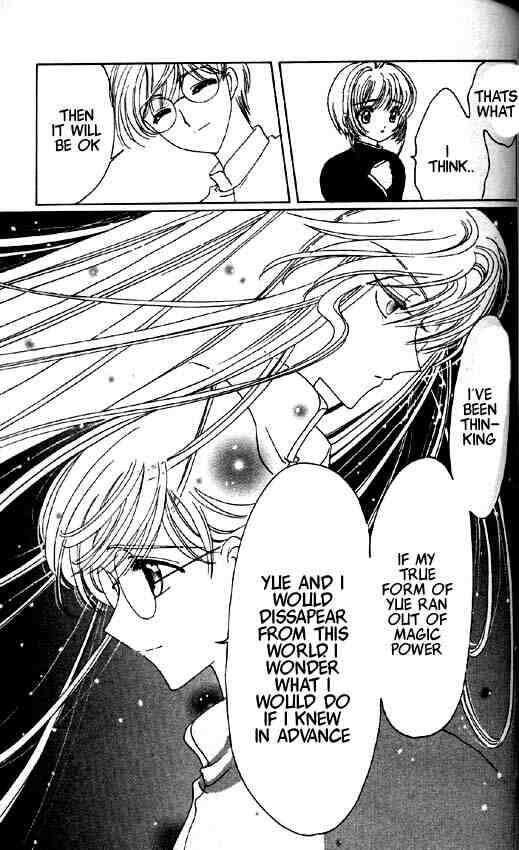 THATS
WHAT
I
THINK..
THEN
IT WILL
BE OK
I'VE
BEEN
THIN-
KING
IF MY
TRUE
FORM OF
YUE RAN
OUT OF
MAGIC
POWER
YUE AND I
WOULD
DISSAPEAR
FROM THIS
WORLD I
WONDER
WHAT I
WOULD DO
IF I KNEW
IN ADVANCE